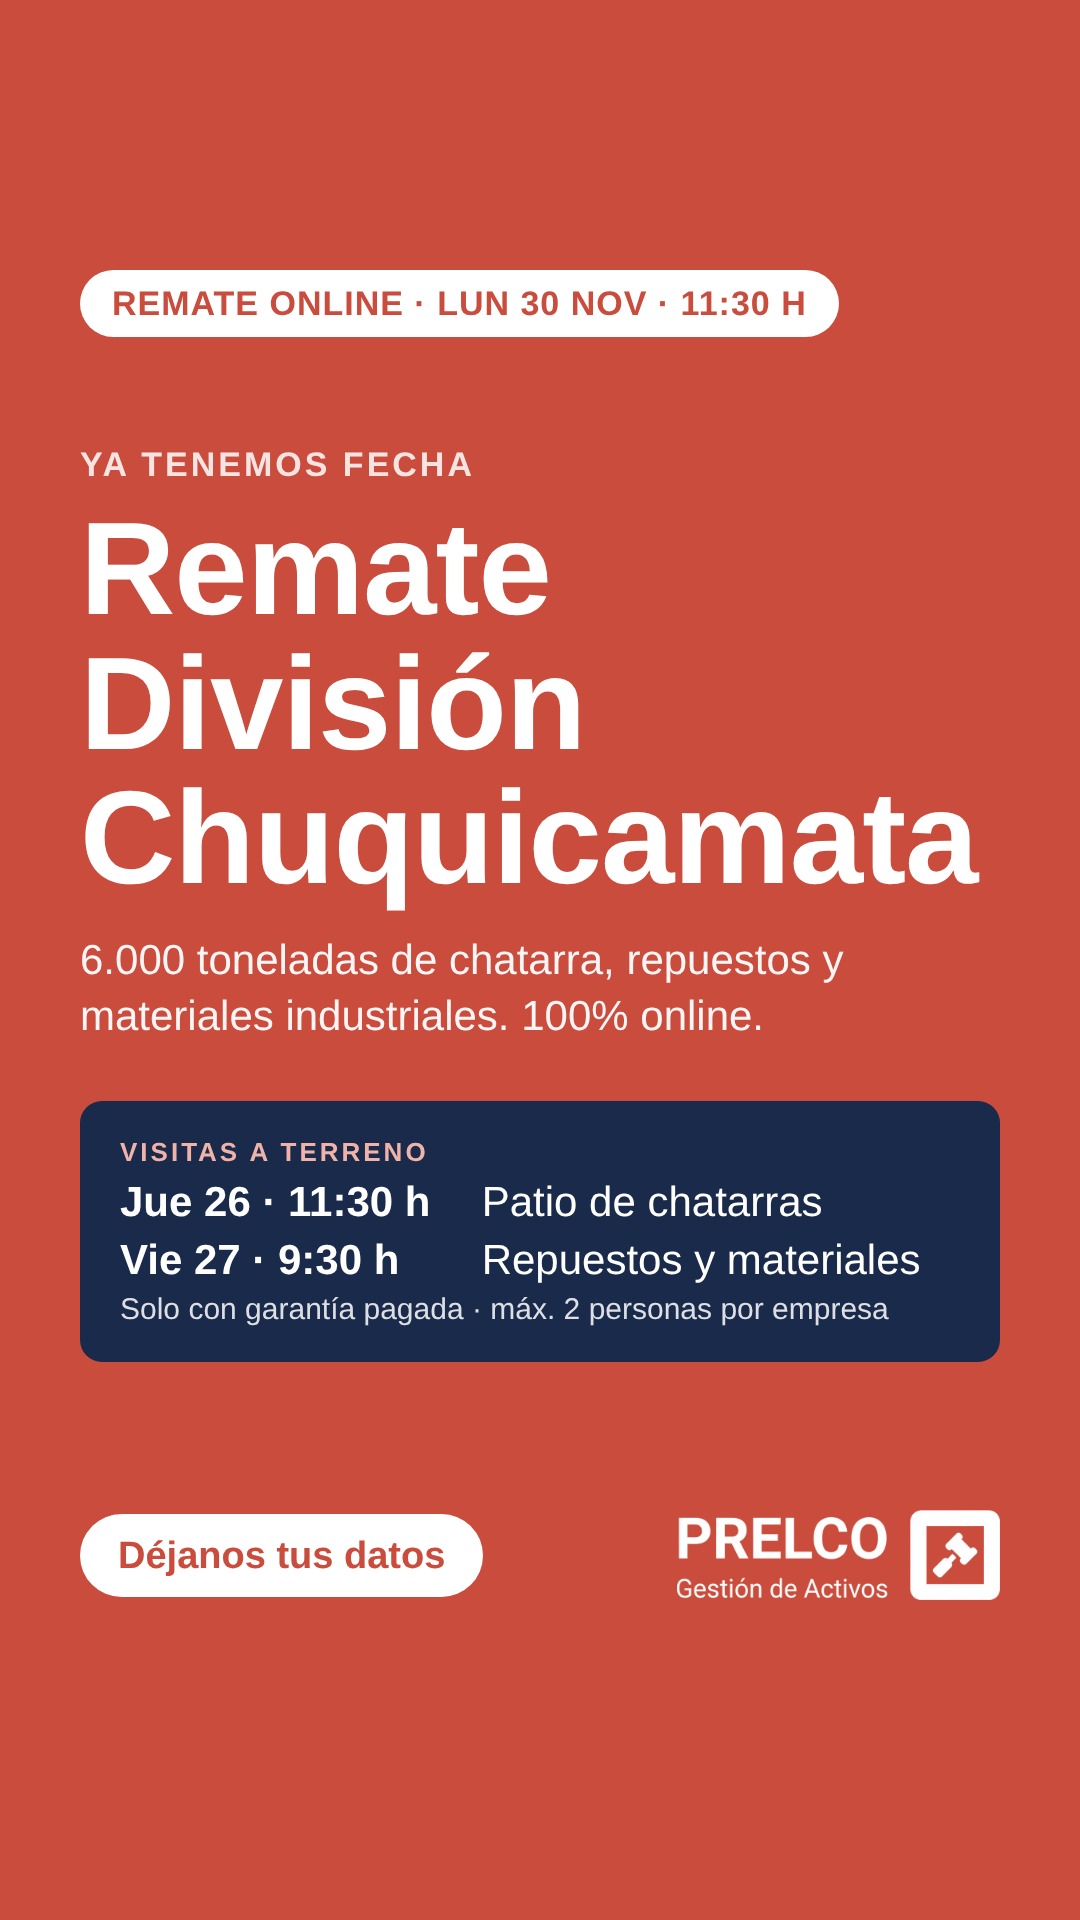 REMATE ONLINE · LUN 30 NOV · 11:30 H
YA TENEMOS FECHA
Remate
División
Chuquicamata
6.000 toneladas de chatarra, repuestos y
materiales industriales. 100% online.
VISITAS A TERRENO
Jue 26 · 11:30 h Patio de chatarras
Vie 27 · 9:30 h Repuestos y materiales
Solo con garantía pagada · máx. 2 personas por empresa
Déjanos tus datos
PRELCO
Gestión de Activos